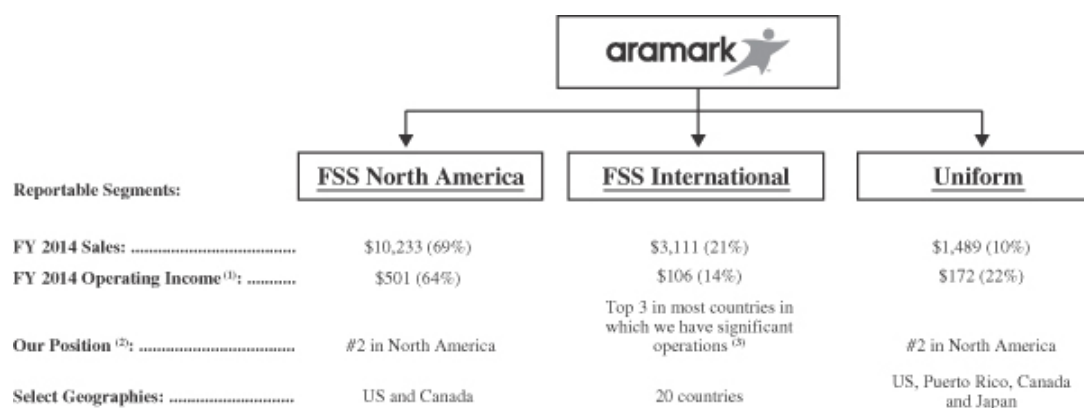 aramark
FSS North America FSS International Uniform
Reportable Segments:
FY 2014 Sales: ........................................ $10,233 (69%) $3,111 (21%) $1,489 (10%)
FY 2014 Operating Income (1): ............ $501 (64%) $106 (14%) $172 (22%)
Top 3 in most countries in
which we have significant
Our Position (2): ...................................... #2 in North America operations (3) #2 in North America
US, Puerto Rico, Canada
Select Geographies: ............................... US and Canada 20 countries and Japan